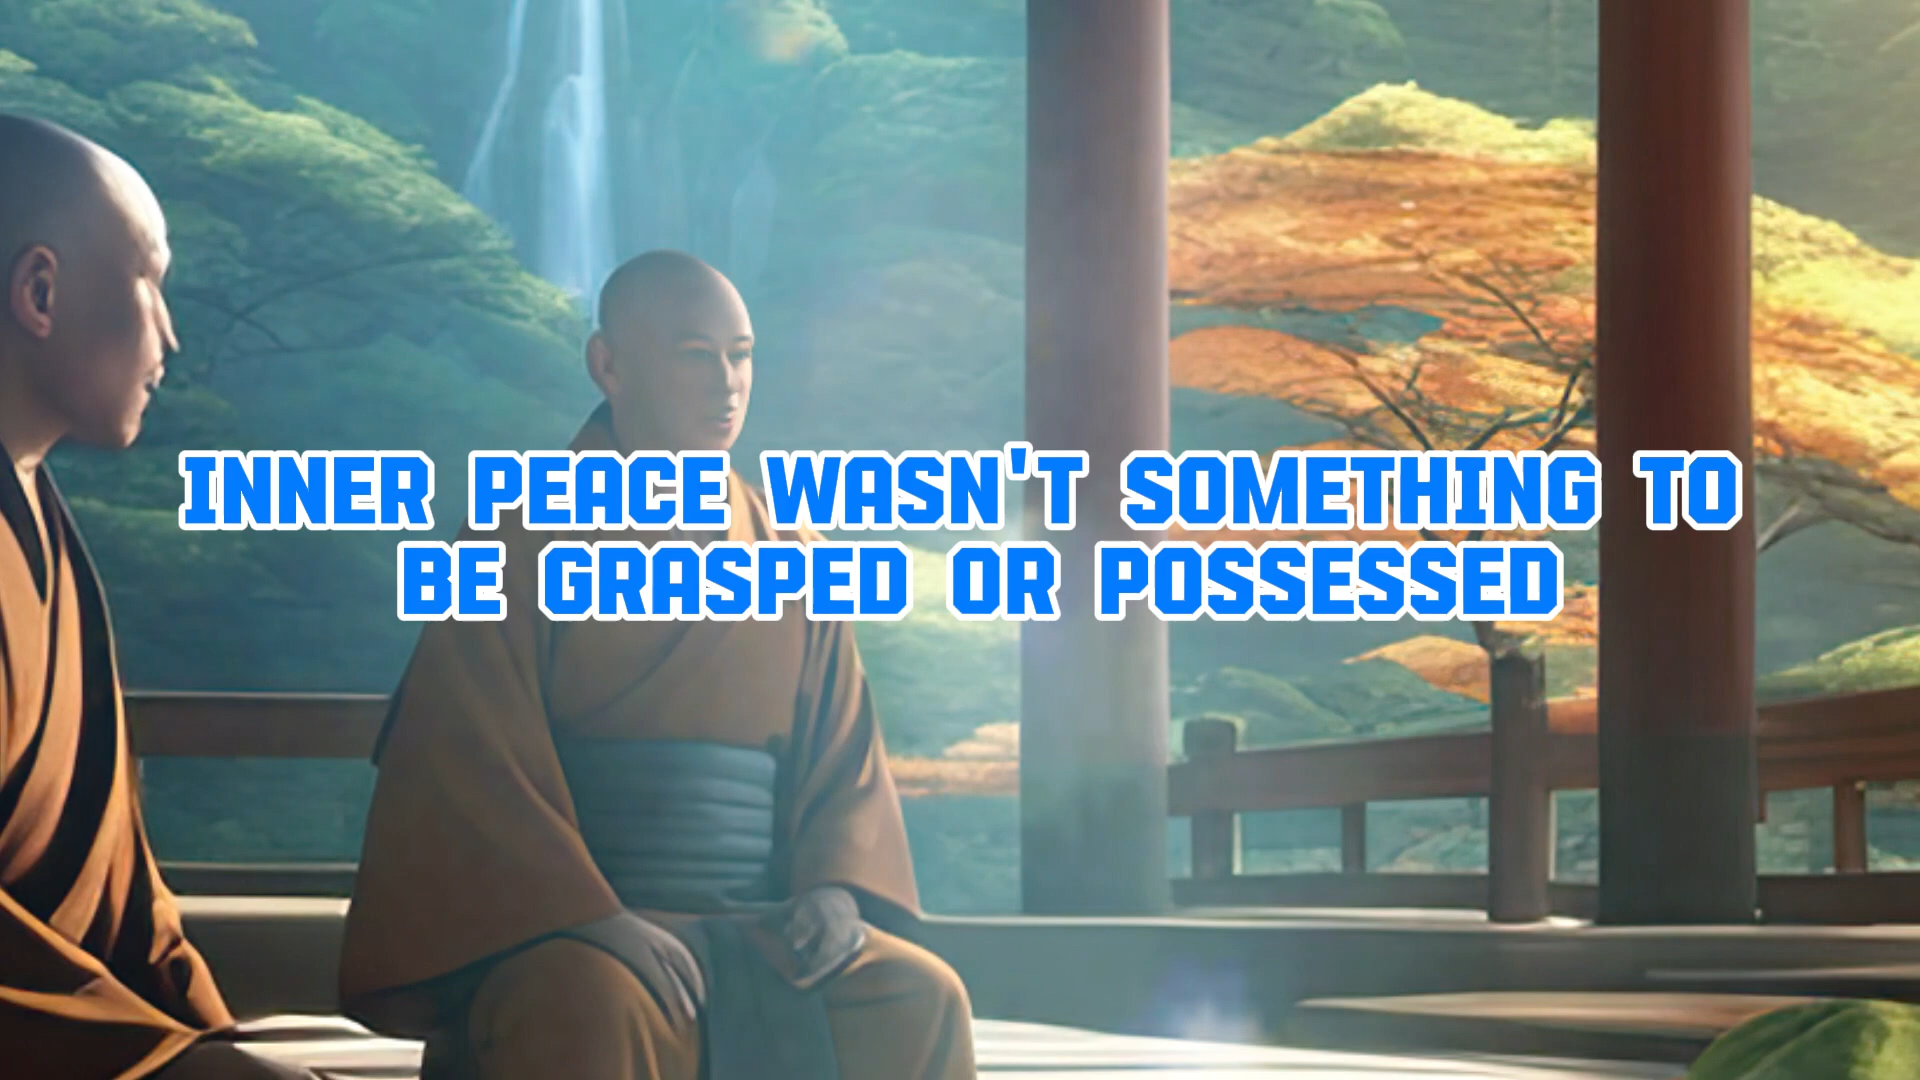 INNER PEACE WASN'T SOMETHING TO
BE GRASPED OR POSSESSED